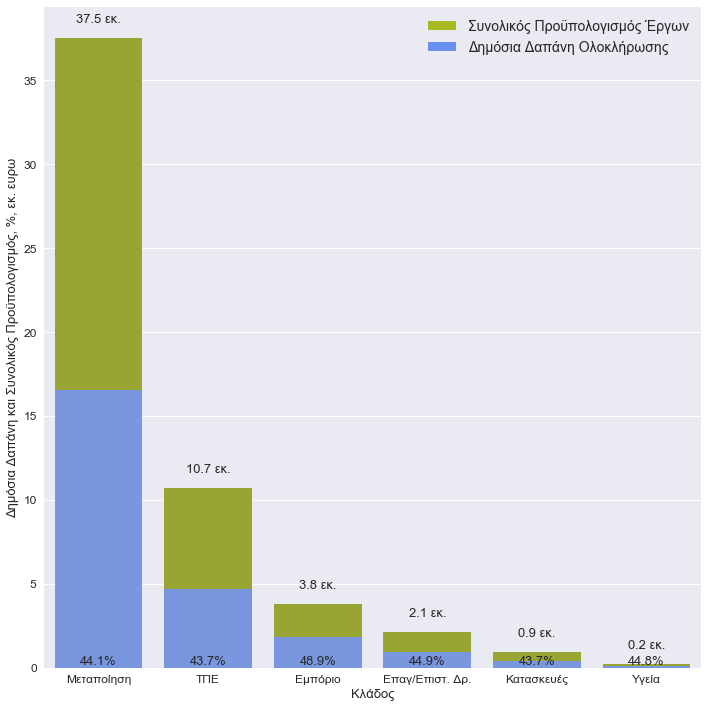 37.5 εκ.
Συνολικός Προϋπολογισμός Έργων
Δημόσια Δαπάνη Ολοκλήρωσης
Δημόσια Δαπάνη και Συνολικός Προϋπολογισμός, %, εκ. ευρω
35
30
25
20
15
10
5
0
10.7 εκ.
3.8 εκ.
2.1 εκ.
0.9 εκ.
0.2 εκ.
44.1% 43.7% 48.9% 44.9% 43.7% 44.8%
Μεταποίηση ΤΠΕ Εμπόριο Επαγ/Επιστ. Δρ. Κατασκευές Υγεία
Κλάδος